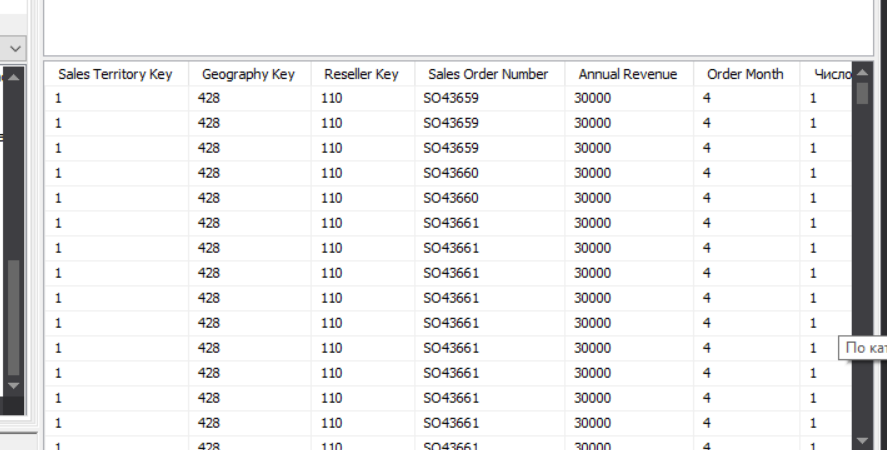 Sales Territory Key Geography Key Reseller Key Sales Order Number Annual Revenue Order Month Число
1 428 110 SO43659 30000 4 1
1 428 110 SO43659 30000 4 1
1 428 110 SO43659 30000 4 1
1 428 110 SO43660 30000 4 1
1 428 110 SO43660 30000 4 1
1 428 110 SO43661 30000 4 1
1 428 110 SO43661 30000 4 1
1 428 110 SO43661 30000 4 1
1 428 110 SO43661 30000 4 1
1 428 110 SO43661 30000 4 1
1 428 110 SO43661 30000 4 1
По кат
1 428 110 SO43661 30000 4 1
1 428 110 SO43661 30000 4 1
1 428 110 SO43661 30000 4 1
1 428 110 SO43661 30000 4 1